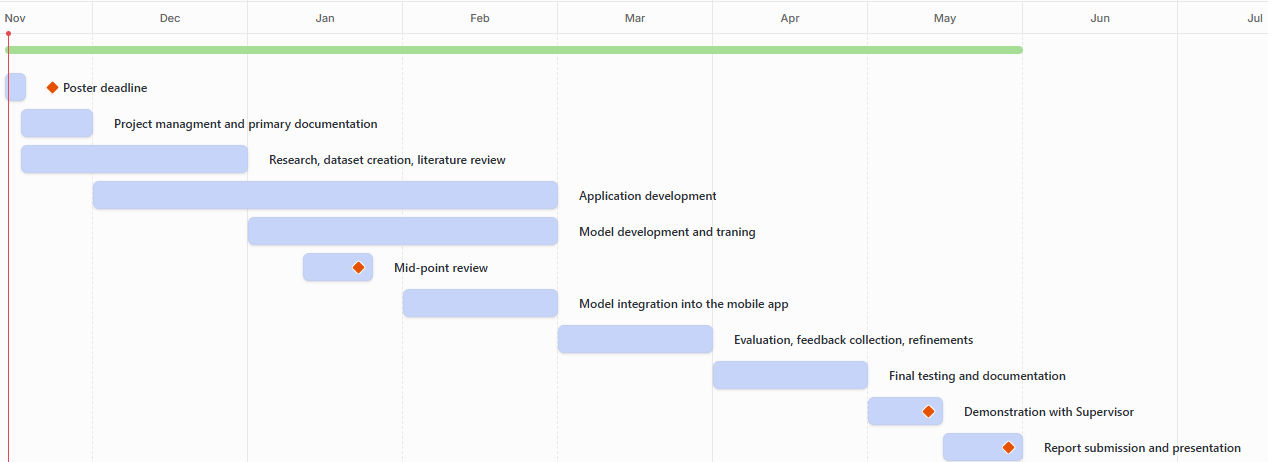 Nov Dec Jan Feb Mar Apr May Jun Jul
Poster deadline
Project managment and primary documentation
Research, dataset creation, literature review
Application development
Model development and traning
Mid-point review
Model integration into the mobile app
Evaluation, feedback collection, refinements
Final testing and documentation
Demonstration with Supervisor
Report submission and presentation